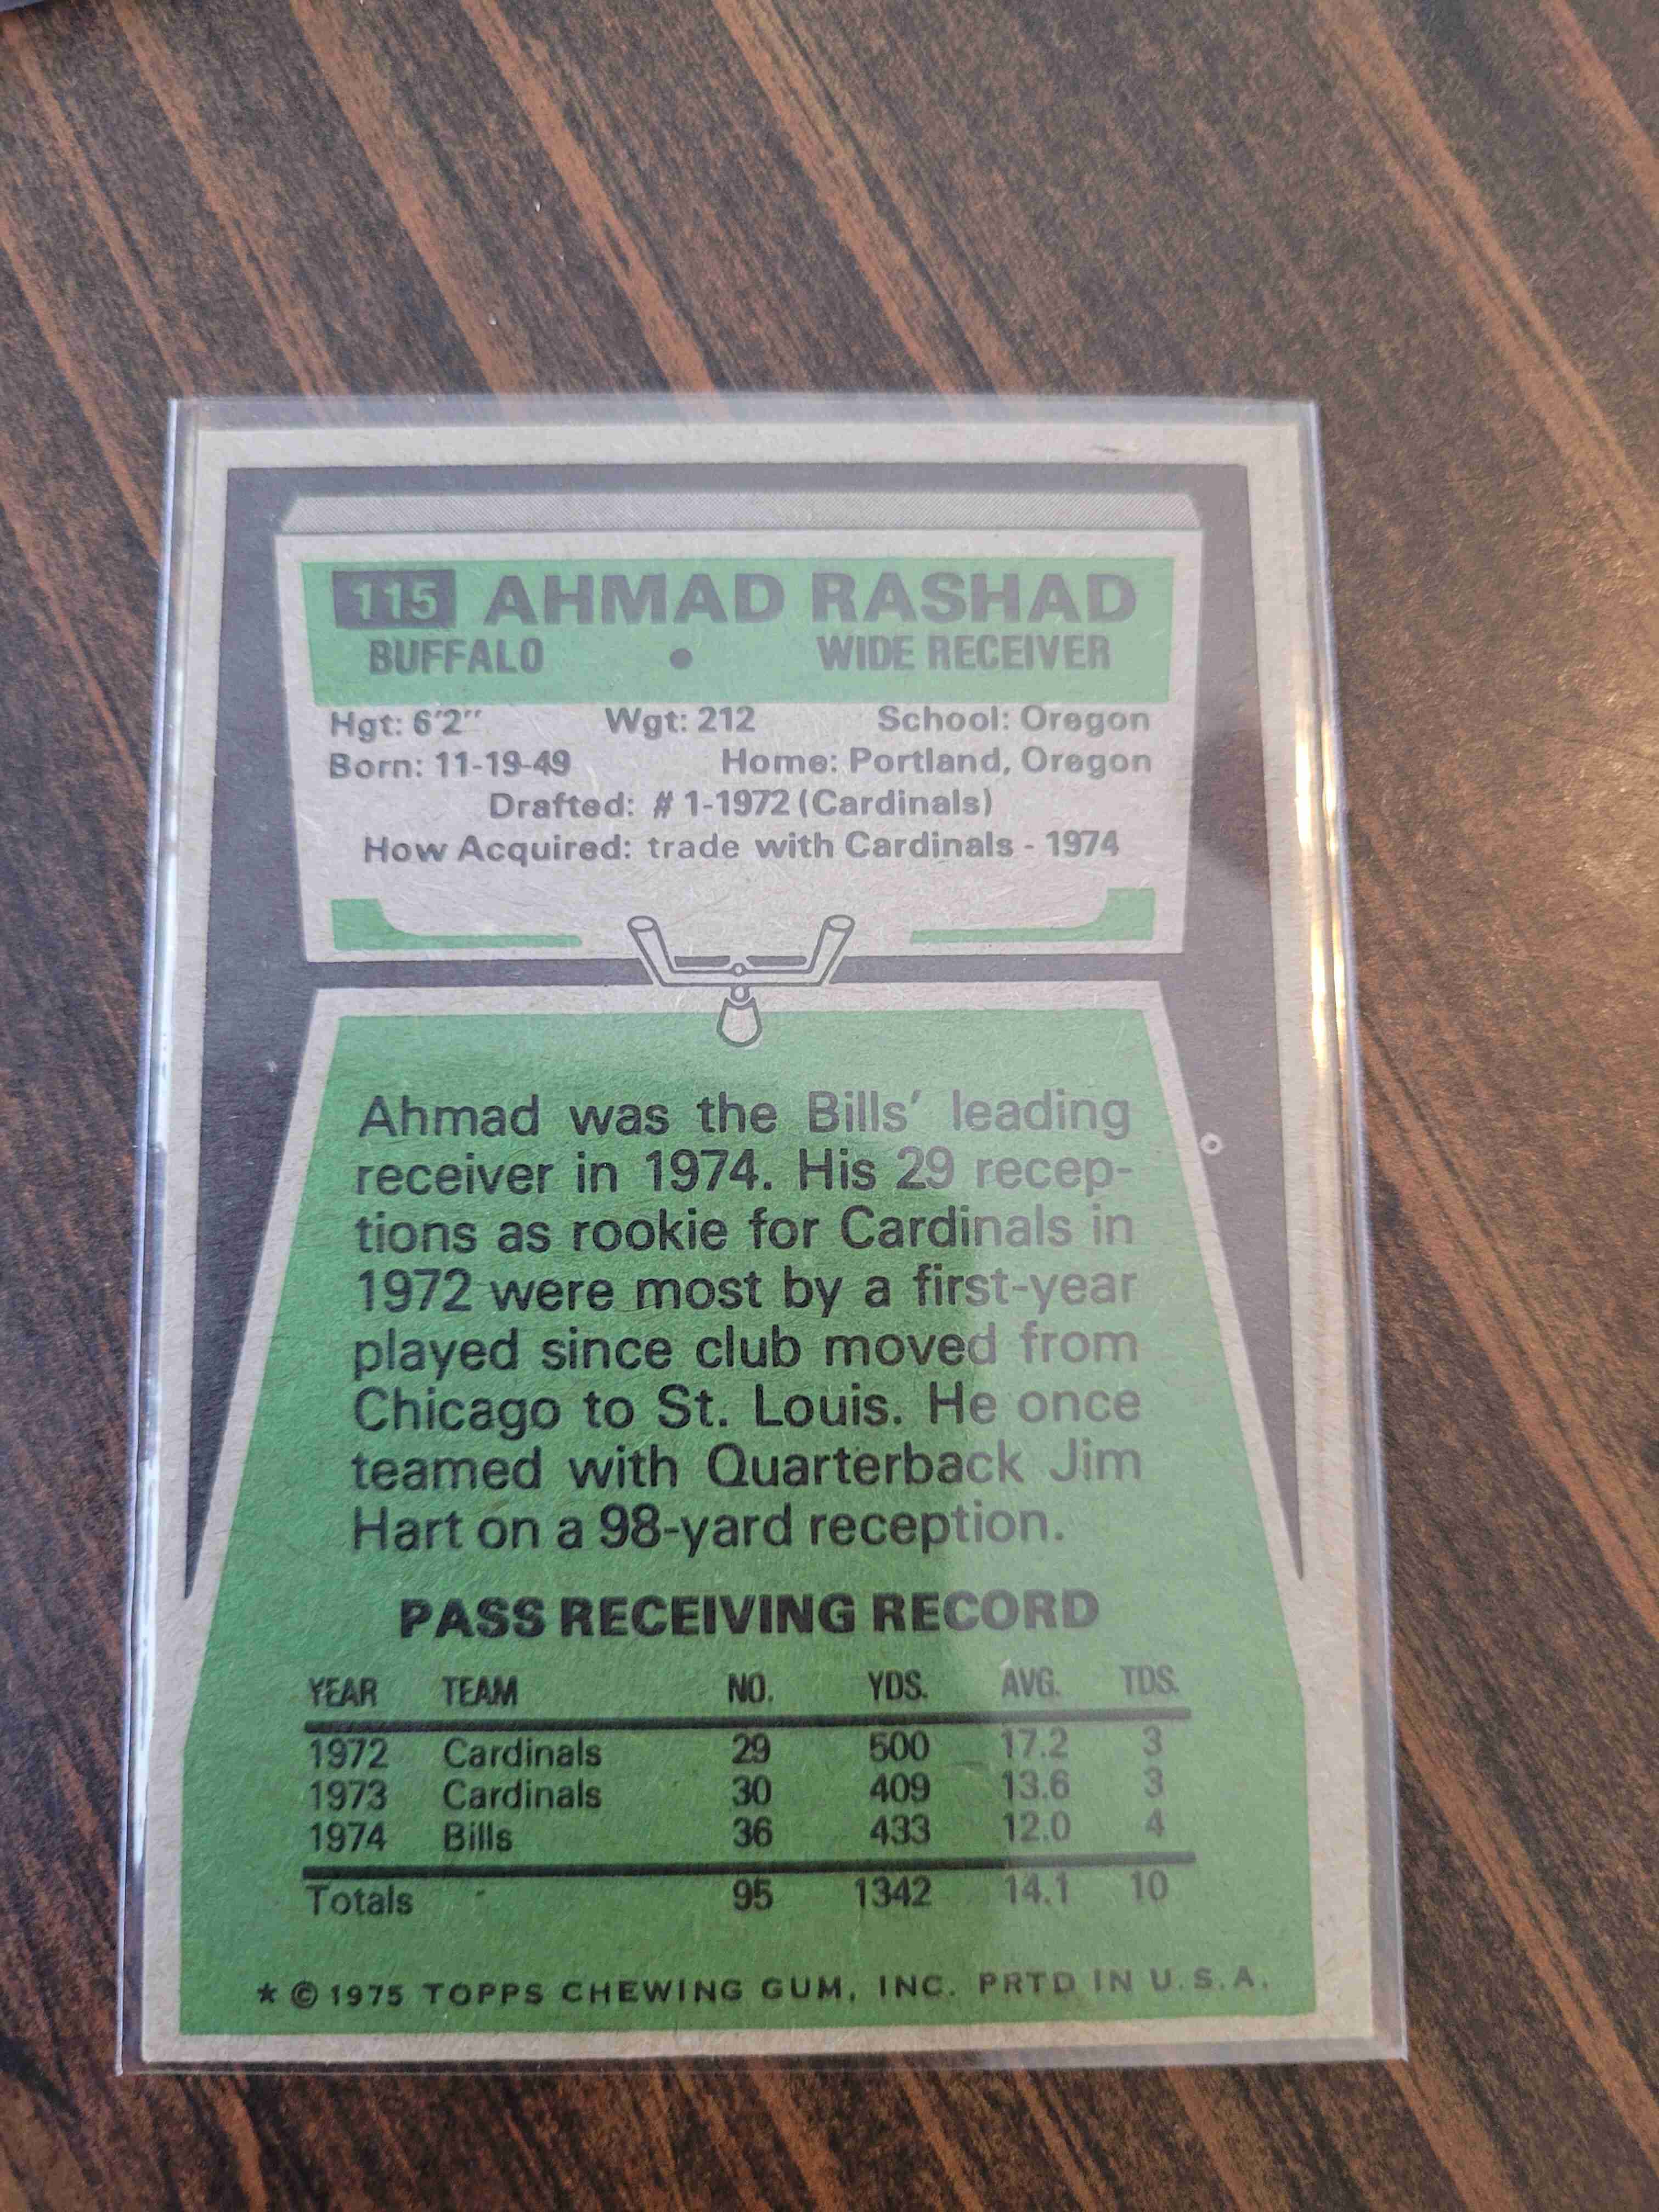 115 AHMAD RASHAD
BUFFALO • WIDE RECEIVER
Hgt: 6'2" Wgt: 212 School: Oregon
Born: 11-19-49 Home: Portland, Oregon
Drafted: # 1-1972 (Cardinals)
How Acquired: trade with Cardinals - 1974
Ahmad was the Bills' leading
receiver in 1974. His 29 recep-
tions as rookie for Cardinals in
1972 were most by a first-year
played since club moved from
Chicago to St. Louis. He once
teamed with Quarterback Jim
Hart on a 98-yard reception.
PASS RECEIVING RECORD
YEAR TEAM NO. YDS. AVG. TDS.
1972 Cardinals 29 500 17.2 3
1973 Cardinals 30 409 13.6 3
1974 Bills 36 433 12.0 4
Totals 95 1342 14.1 10
* © 1975 TOPPS CHEWING GUM, INC. PRTD IN U.S.A.